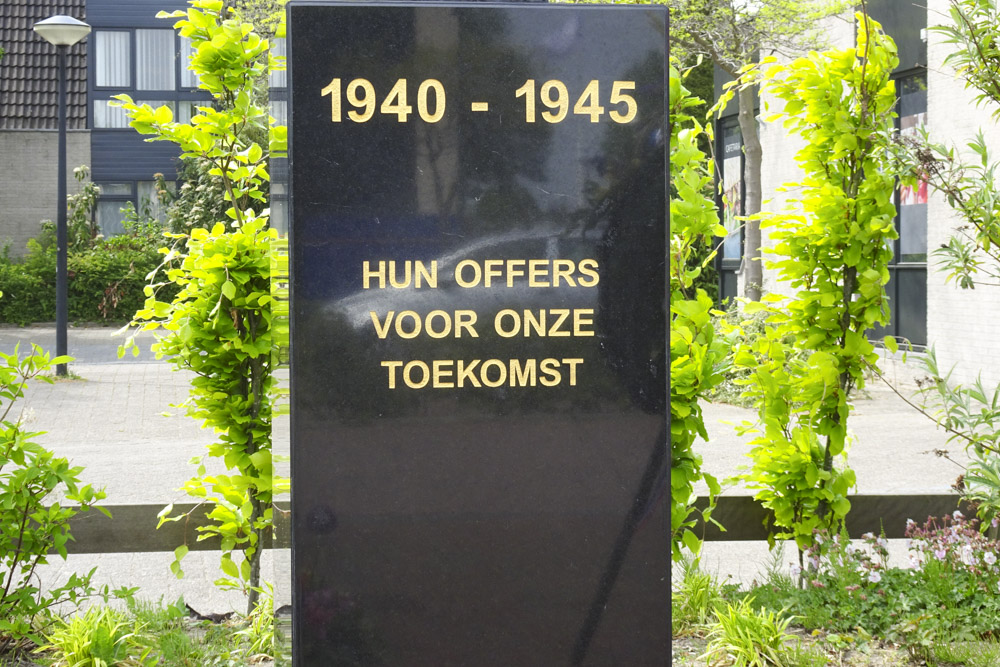 1940 - 1945
HUN OFFERS
VOOR ONZE
TOEKOMST